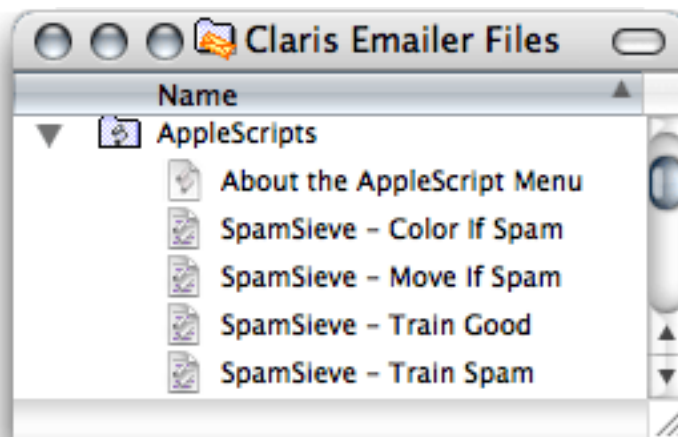 Claris Emailer Files
Name
AppleScripts
About the AppleScript Menu
SpamSieve – Color If Spam
SpamSieve – Move If Spam
SpamSieve – Train Good
SpamSieve – Train Spam